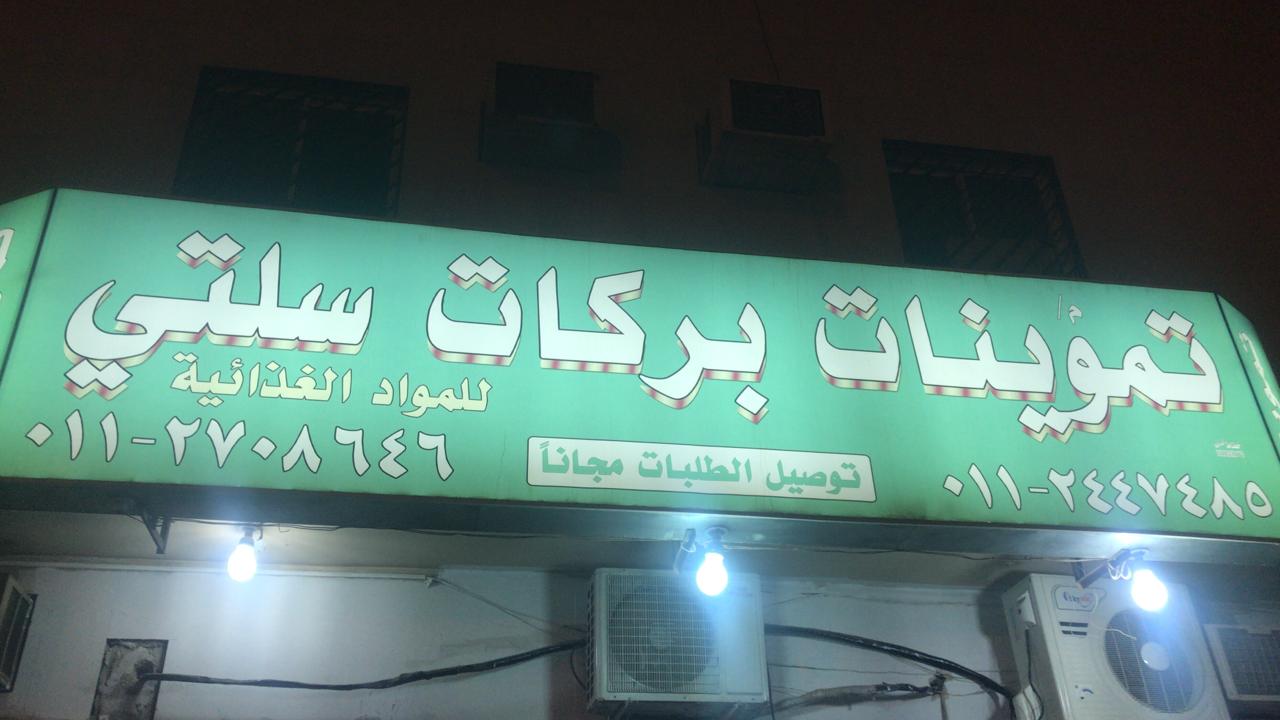 تموينات بركات سلتي
للمواد الغذائية
٠١١-٢٧٠٨٦٤٦
توصيل الطلبات مجاناً
٠١١-٢٤٤٧٤٨٥